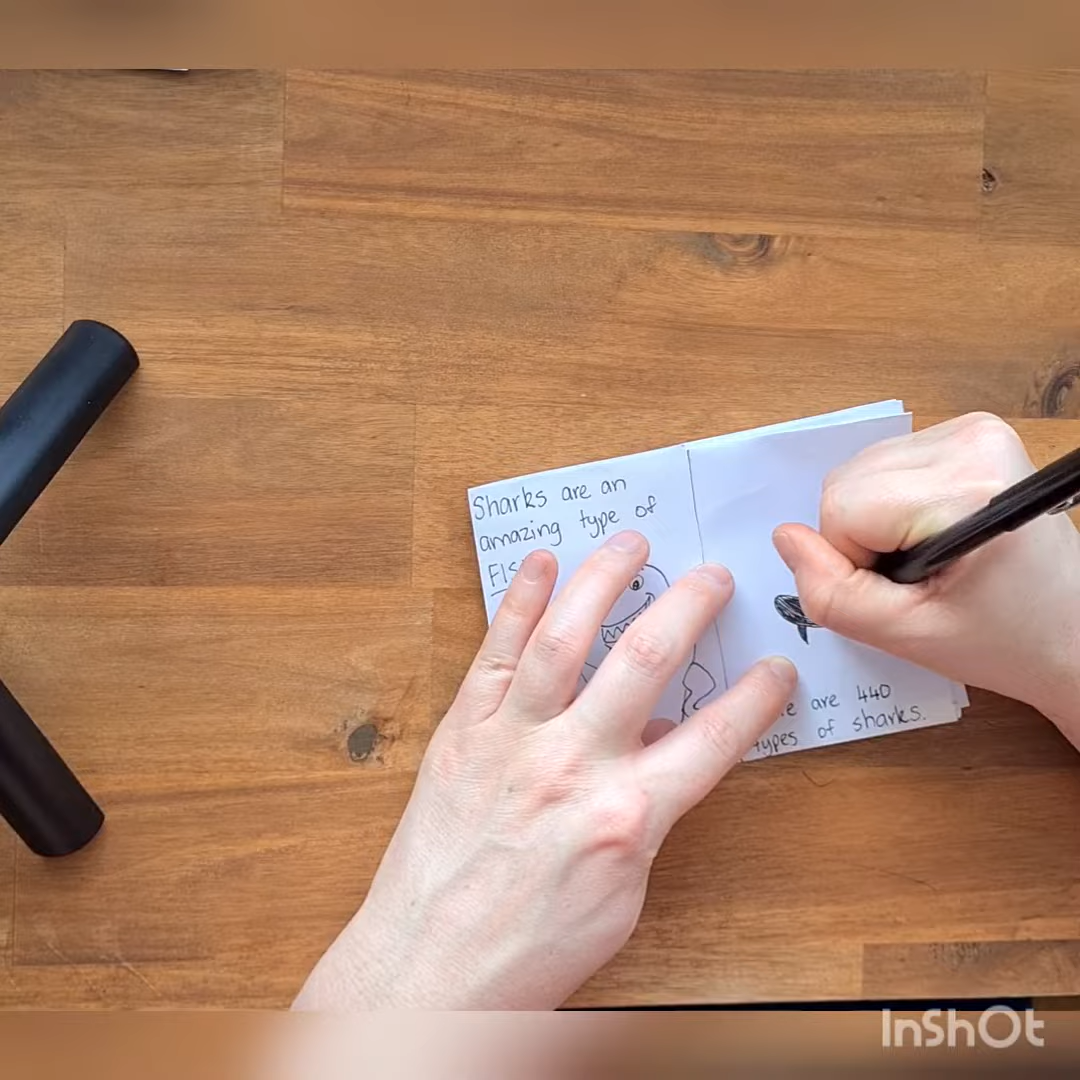 Sharks are an
amazing type of
are 440
types of sharks.
InShOt